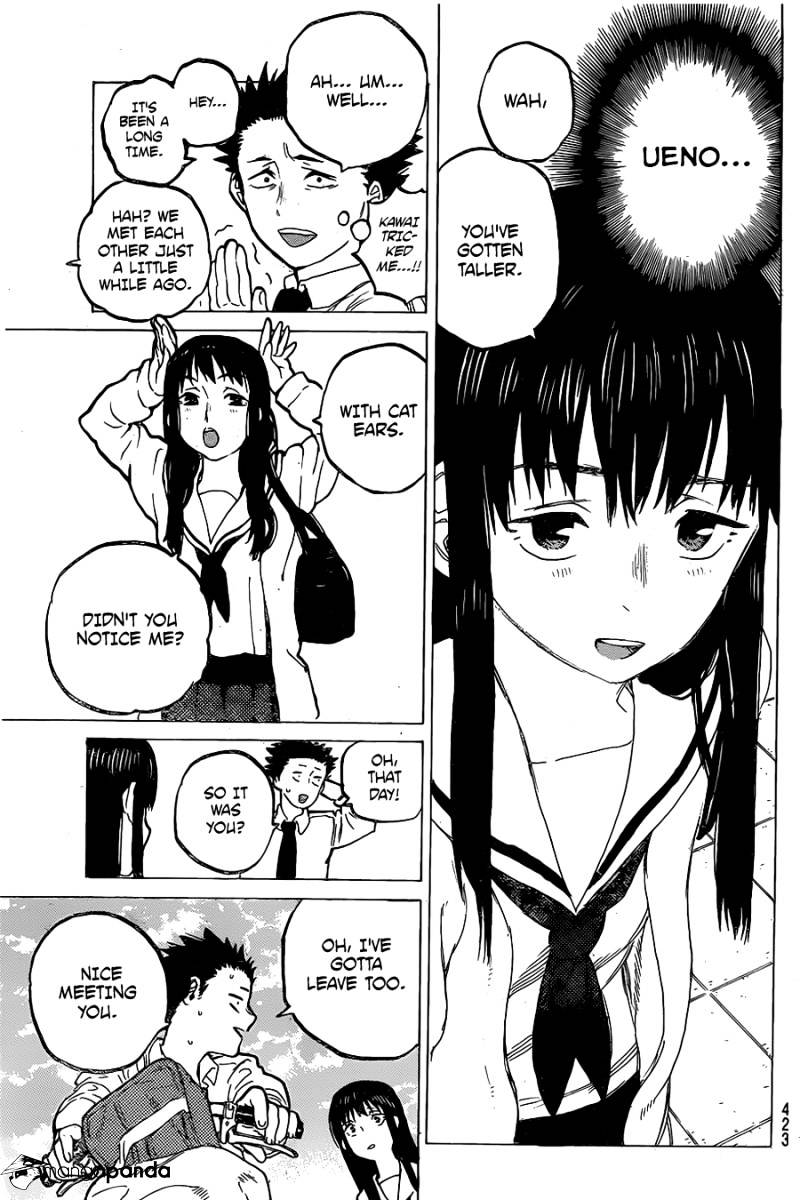 UENO...
WAH,
YOU'VE
GOTTEN
TALLER.
AH... UM...
WELL...
HEY...
IT'S
BEEN A
LONG
TIME.
KAWAI
TRIC-
KED
ME...!!
HAH? WE
MET EACH
OTHER JUST
A LITTLE
WHILE AGO.
WITH CAT
EARS.
DIDN'T YOU
NOTICE ME?
OH,
THAT
DAY!
SO IT
WAS
YOU?
OH, I'VE
GOTTA
LEAVE TOO.
NICE
MEETING
YOU.
423
mangapanda